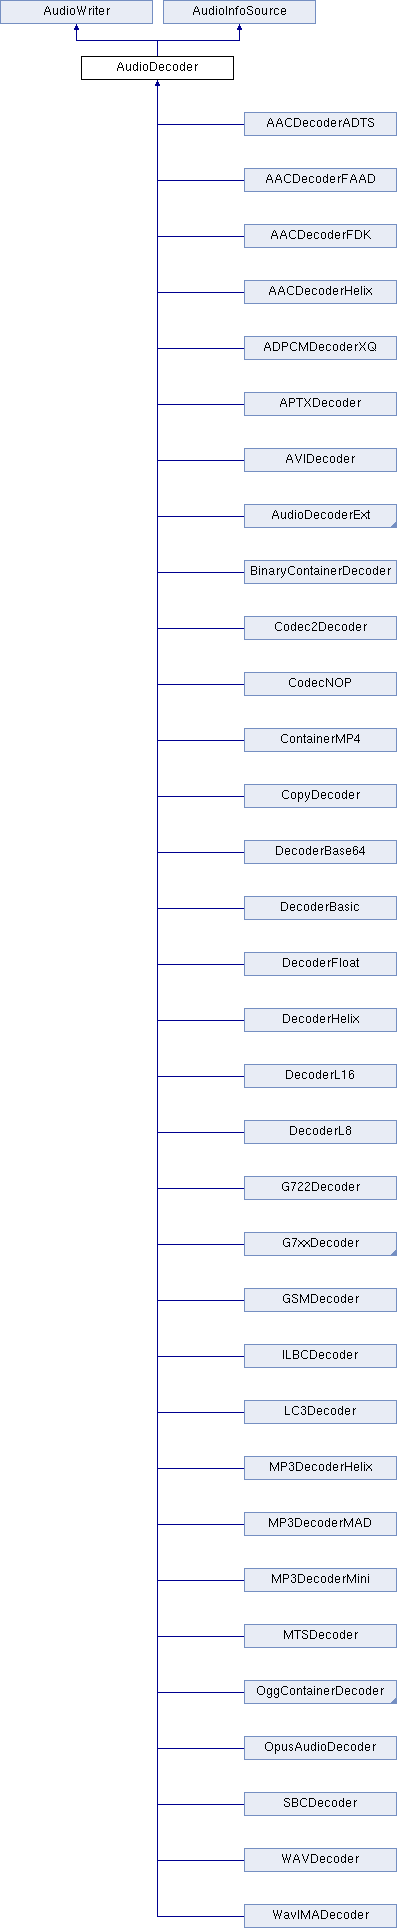 AudioWriter
AudioInfoSource
AudioDecoder
AACDecoderADTS
AACDecoderFAAD
AACDecoderFDK
AACDecoderHelix
ADPCMDecoderXQ
APTXDecoder
AVIDecoder
AudioDecoderExt
BinaryContainerDecoder
Codec2Decoder
CodecNOP
ContainerMP4
CopyDecoder
DecoderBase64
DecoderBasic
DecoderFloat
DecoderHelix
DecoderL16
DecoderL8
G722Decoder
G7xxDecoder
GSMDecoder
ILBCDecoder
LC3Decoder
MP3DecoderHelix
MP3DecoderMAD
MP3DecoderMini
MTSDecoder
OggContainerDecoder
OpusAudioDecoder
SBCDecoder
WAVDecoder
WavIMADecoder